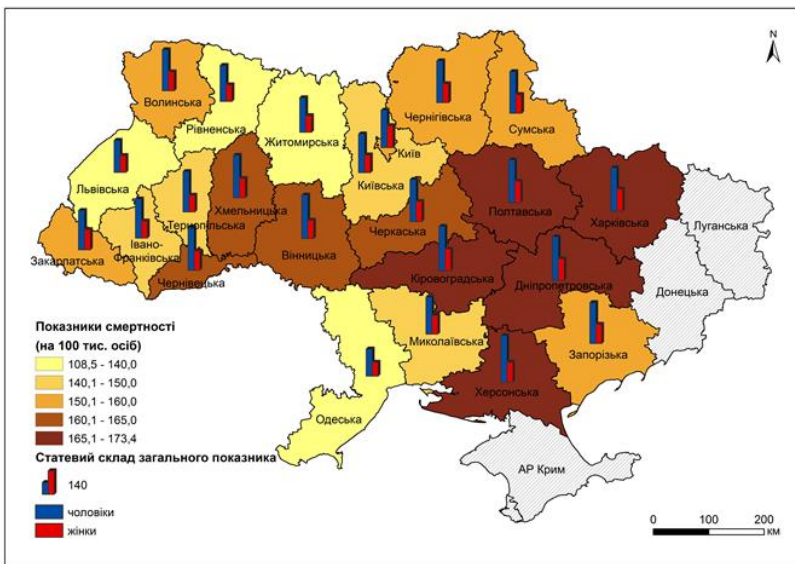 N
Волинська
Рівненська
Житомирська
Київ
Київська
Чернігівська
Сумська
Львівська
Тернопільська
Хмельницька
Вінницька
Черкаська
Полтавська
Харківська
Луганська
Закарпатська
Івано-
Франківська
Чернівецька
Кіровоградська
Дніпропетровська
Донецька
Миколаївська
Запорізька
Херсонська
Одеська
АР Крим
Показники смертності
(на 100 тис. осіб)
108,5 - 140,0
140,1 - 150,0
150,1 - 160,0
160,1 - 165,0
165,1 - 173,4
Статевий склад загального показника
140
чоловіки
жінки
0 100 200
км